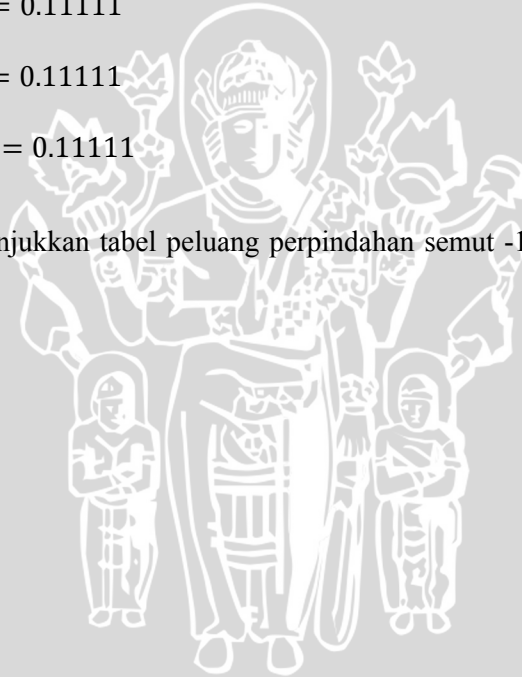 = 0.11111
= 0.11111
= 0.11111
njukkan tabel peluang perpindahan semut -1